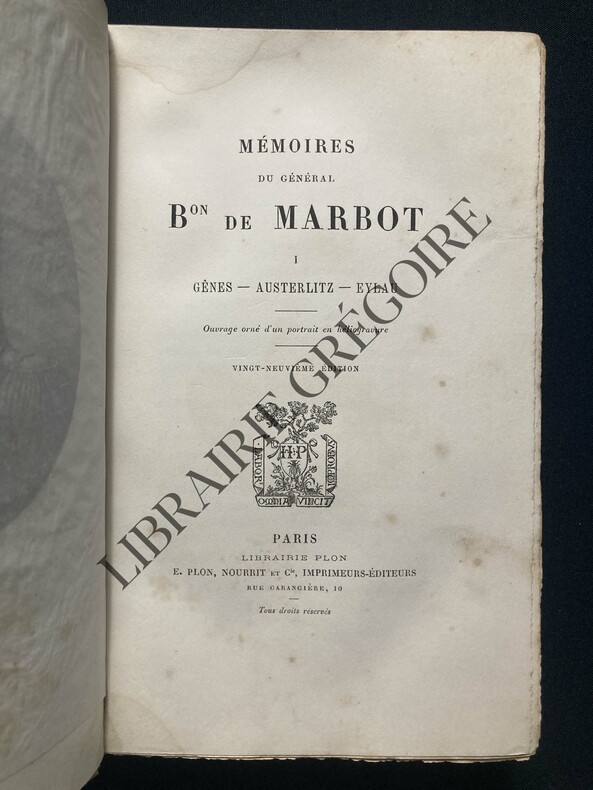 MÉMOIRES
DU GÉNÉRAL
BON DE MARBOT
I
GÊNES — AUSTERLITZ — EYLAU
Ouvrage orné d'un portrait en héliogravure
VINGT-NEUVIÈME ÉDITION
LABOR
H P
IMPROBVS
OMNIA VINCIT
PARIS
LIBRAIRIE PLON
E. PLON, NOURRIT ET Cie, IMPRIMEURS-ÉDITEURS
RUE GARANCIÈRE, 10
Tous droits réservés
LIBRAIRIE GRÉGOIRE